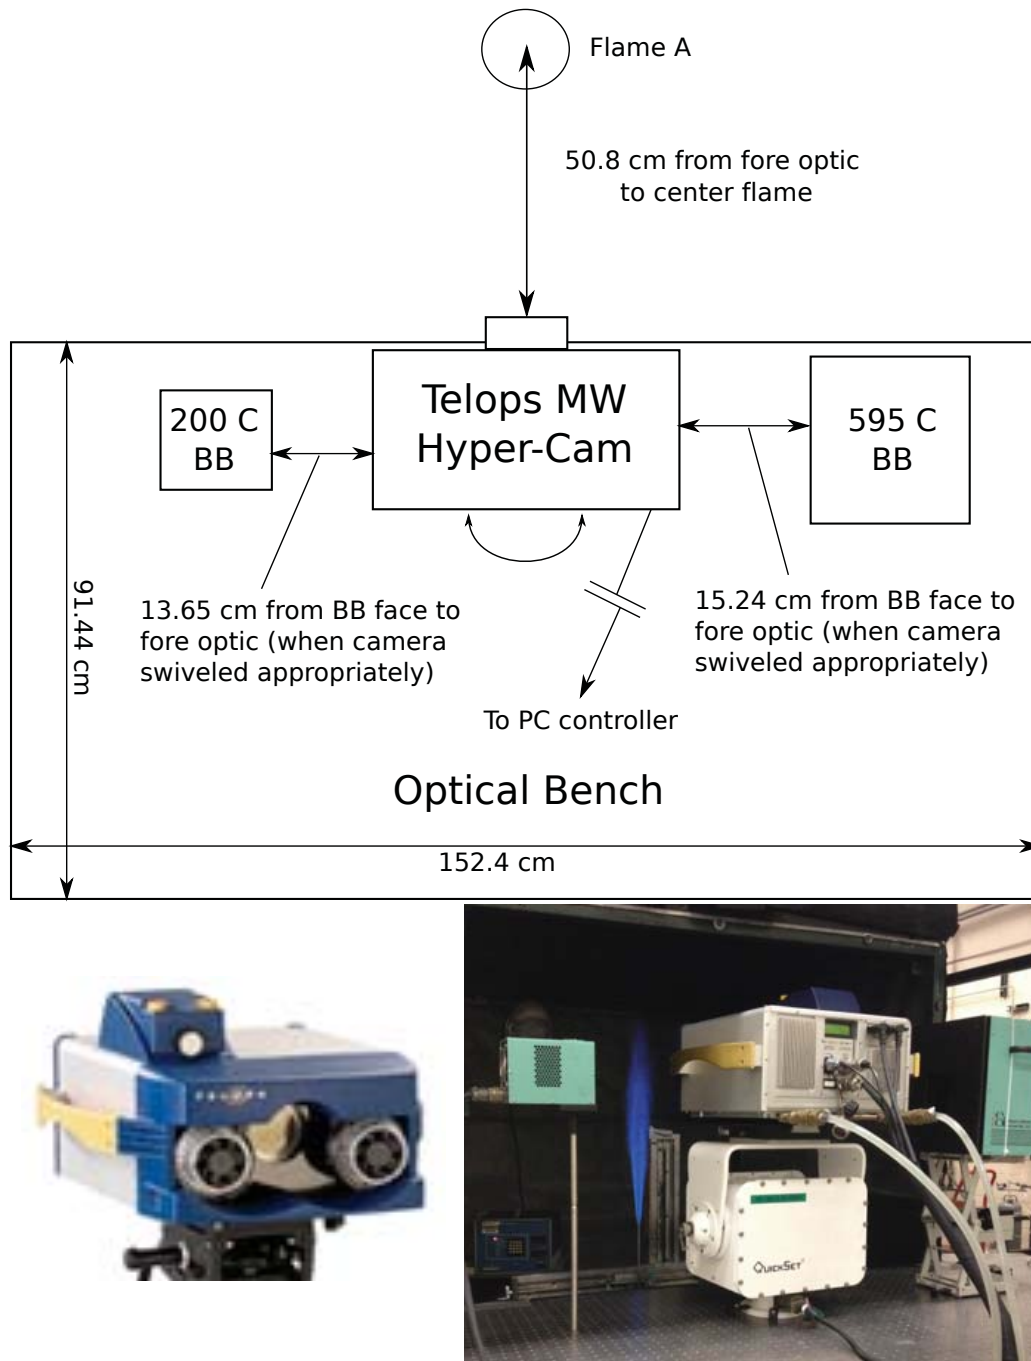 Flame A
50.8 cm from fore optic
to center flame
Telops MW
Hyper-Cam
200 C
BB
595 C
BB
91.44 cm
13.65 cm from BB face to
fore optic (when camera
swiveled appropriately)
15.24 cm from BB face to
fore optic (when camera
swiveled appropriately)
To PC controller
Optical Bench
152.4 cm
QUICKSET